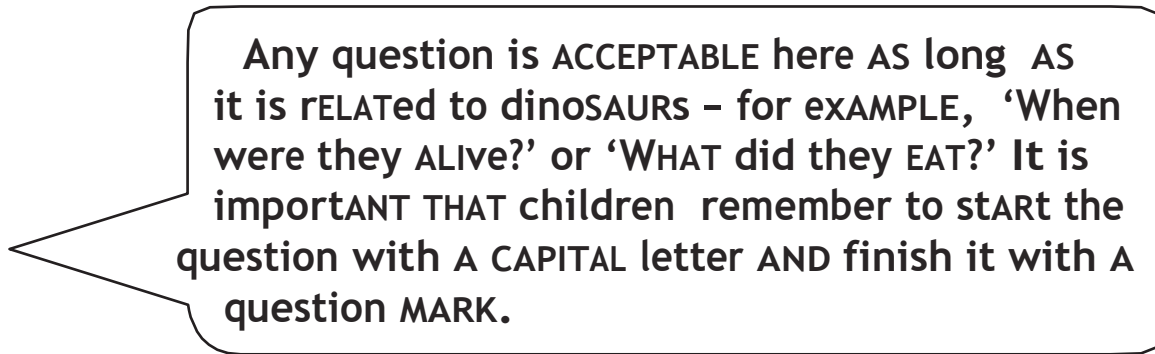 Any question is ACCEPTABLE here AS long AS
it is rELATed to dinoSAURs – for exAMPLE, ‘When
were they ALIve?’ or ‘WHAT did they EAT?’ It is
importANT THAT children remember to stARt the
question with A CAPITAL letter AND finish it with A
question MARK.